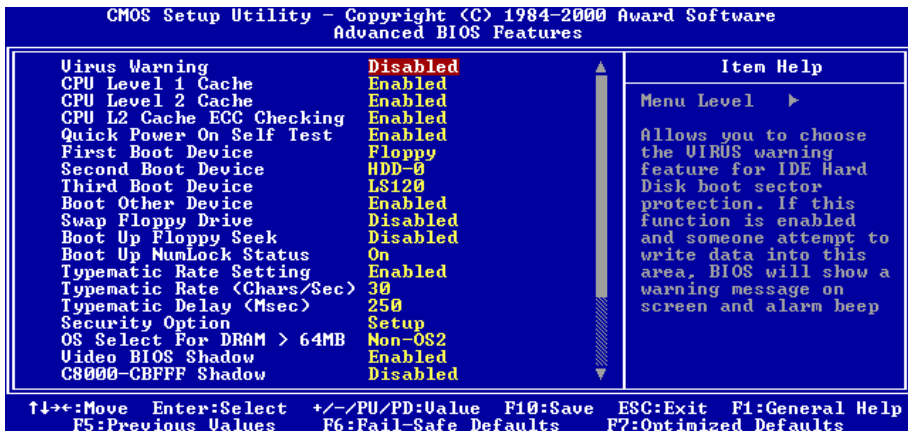 CMOS Setup Utility - Copyright (C) 1984-2000 Award Software
Advanced BIOS Features
Virus Warning Disabled
CPU Level 1 Cache Enabled
CPU Level 2 Cache Enabled
CPU L2 Cache ECC Checking Enabled
Quick Power On Self Test Enabled
First Boot Device Floppy
Second Boot Device HDD-0
Third Boot Device LS120
Boot Other Device Enabled
Swap Floppy Drive Disabled
Boot Up Floppy Seek Disabled
Boot Up NumLock Status On
Typematic Rate Setting Enabled
Typematic Rate (Chars/Sec) 30
Typematic Delay (Msec) 250
Security Option Setup
OS Select For DRAM > 64MB Non-OS2
Video BIOS Shadow Enabled
C8000-CBFFF Shadow Disabled
Item Help
Menu Level ►
Allows you to choose
the VIRUS warning
feature for IDE Hard
Disk boot sector
protection. If this
function is enabled
and someone attempt to
write data into this
area, BIOS will show a
warning message on
screen and alarm beep
↑↓→←:Move Enter:Select +/-/PU/PD:Value F10:Save ESC:Exit F1:General Help
F5:Previous Values F6:Fail-Safe Defaults F7:Optimized Defaults